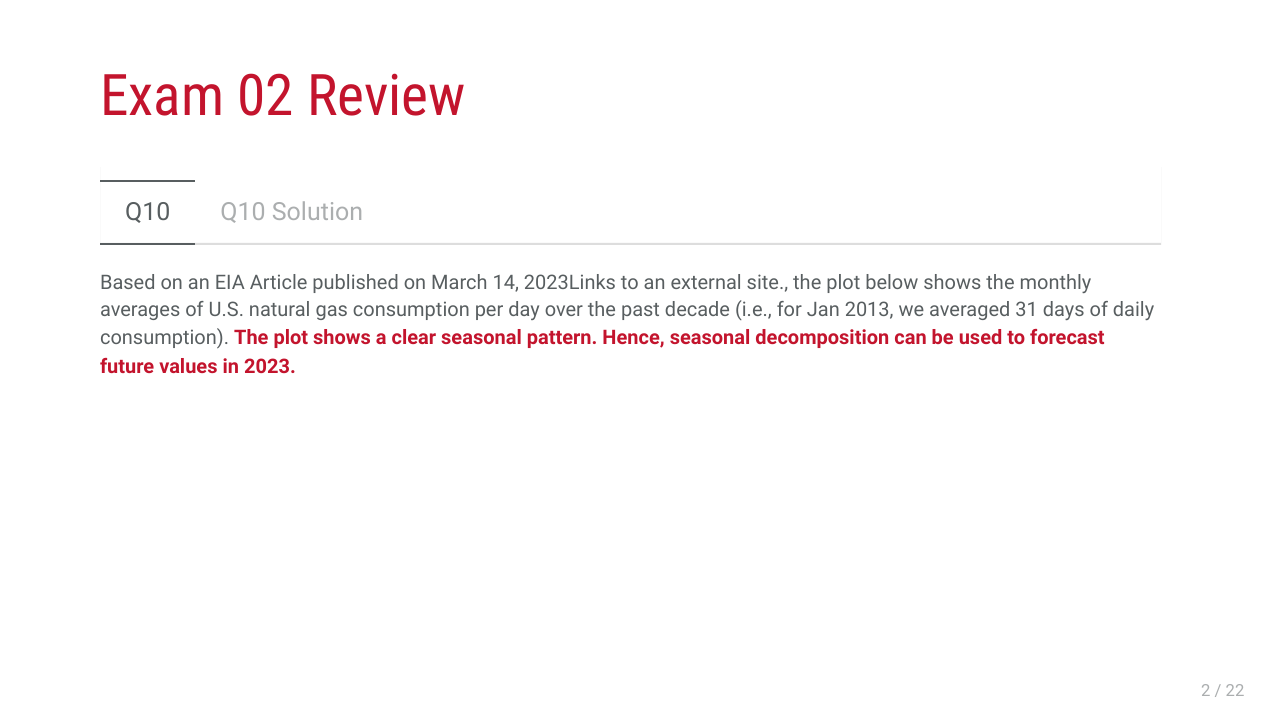 Exam 02 Review
Q10
Q10 Solution
Based on an EIA Article published on March 14, 2023Links to an external site., the plot below shows the monthly
averages of U.S. natural gas consumption per day over the past decade (i.e., for Jan 2013, we averaged 31 days of daily
consumption). The plot shows a clear seasonal pattern. Hence, seasonal decomposition can be used to forecast
future values in 2023.
2 / 22